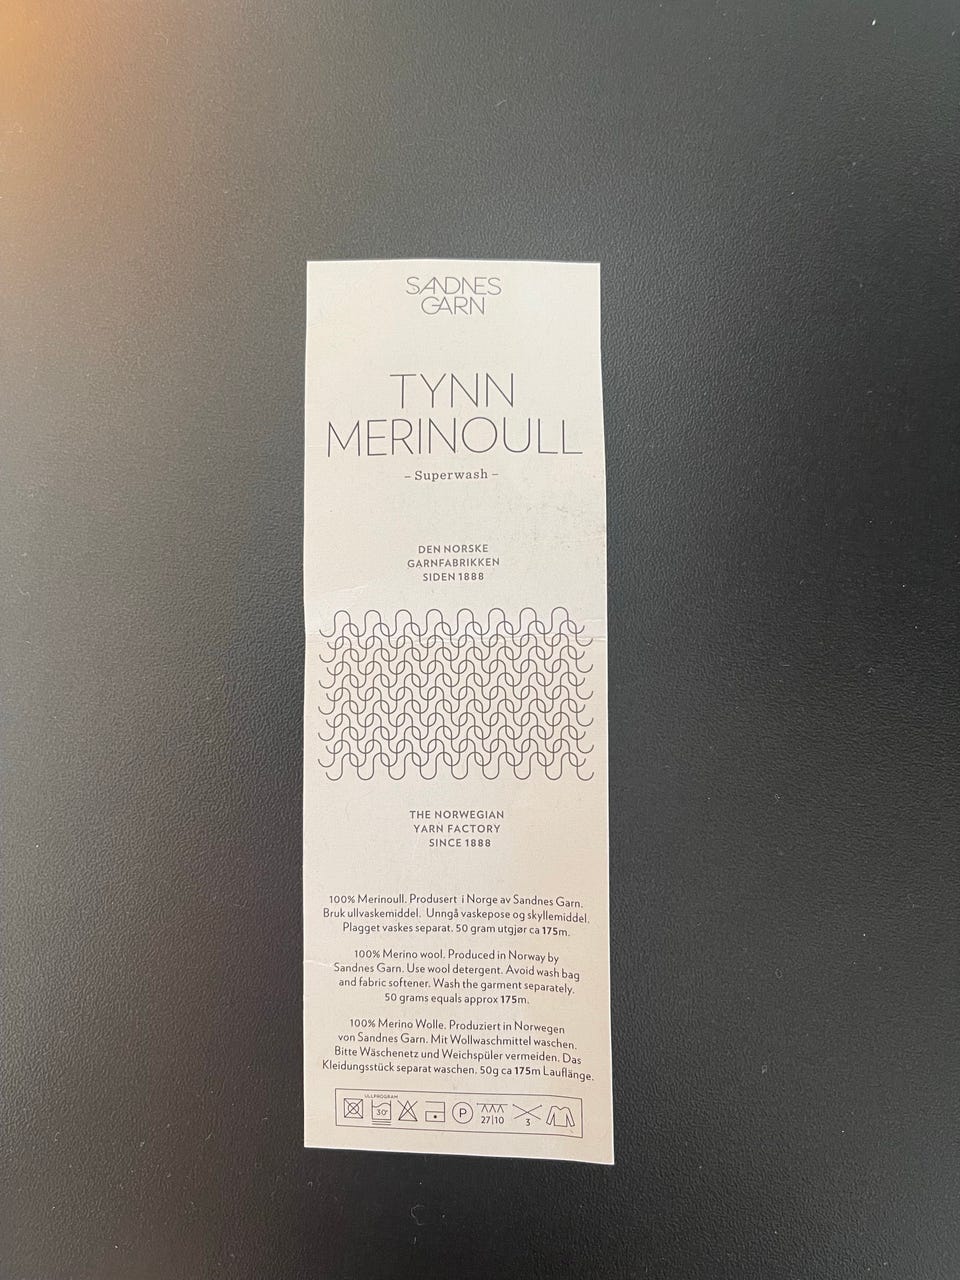 SANDNES
GARN
TYNN
MERINOULL
– Superwash –
DEN NORSKE
GARNFABRIKKEN
SIDEN 1888
THE NORWEGIAN
YARN FACTORY
SINCE 1888
100% Merinoull. Produsert i Norge av Sandnes Garn.
Bruk ullvaskemiddel. Unngå vaskepose og skyllemiddel.
Plagget vaskes separat. 50 gram utgjør ca 175m.
100% Merino wool. Produced in Norway by
Sandnes Garn. Use wool detergent. Avoid wash bag
and fabric softener. Wash the garment separately.
50 grams equals approx 175m.
100% Merino Wolle. Produziert in Norwegen
von Sandnes Garn. Mit Wollwaschmittel waschen.
Bitte Wäschenetz und Weichspüler vermeiden. Das
Kleidungsstück separat waschen. 50g ca 175m Lauflänge.
ULLPROGRAM
30° P 27|10 3